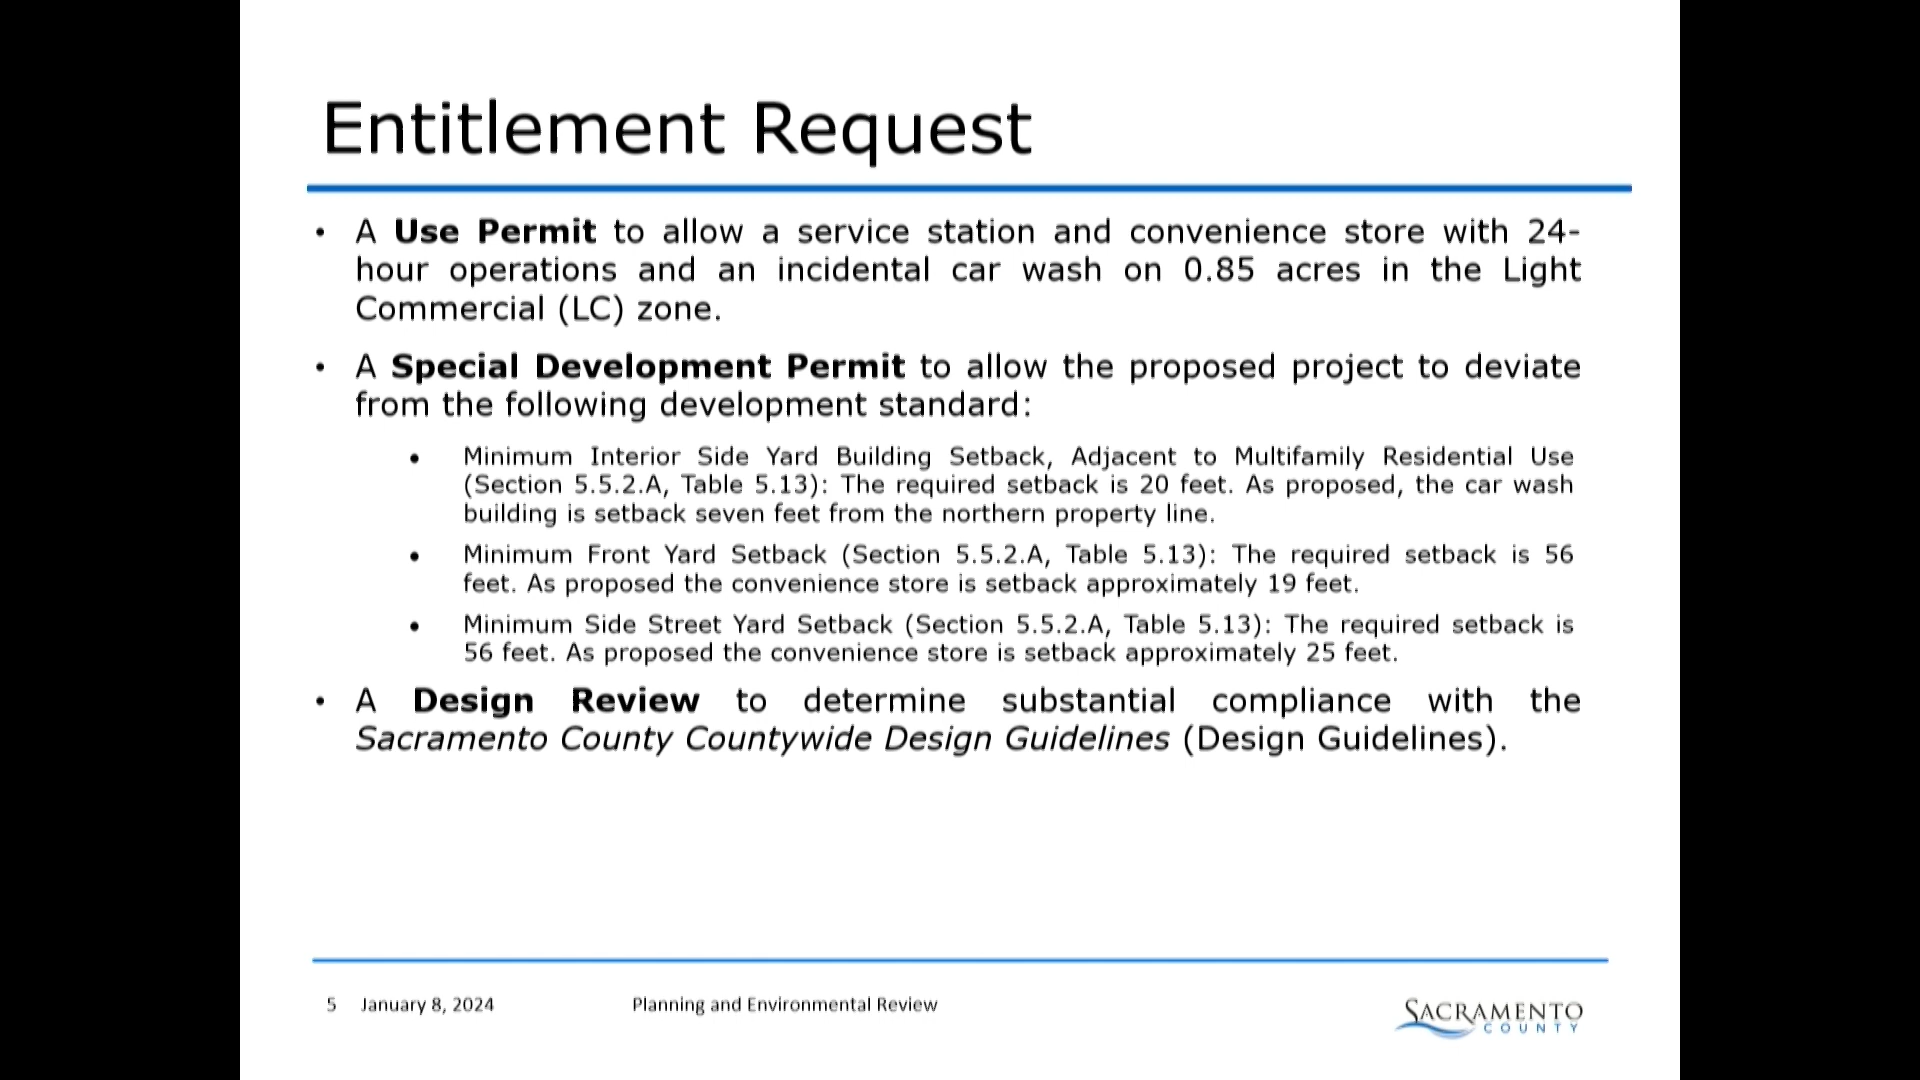 Entitlement Request
• A Use Permit to allow a service station and convenience store with 24-
hour operations and an incidental car wash on 0.85 acres in the Light
Commercial (LC) zone.
• A Special Development Permit to allow the proposed project to deviate
from the following development standard:
• Minimum Interior Side Yard Building Setback, Adjacent to Multifamily Residential Use
(Section 5.5.2.A, Table 5.13): The required setback is 20 feet. As proposed, the car wash
building is setback seven feet from the northern property line.
• Minimum Front Yard Setback (Section 5.5.2.A, Table 5.13): The required setback is 56
feet. As proposed the convenience store is setback approximately 19 feet.
• Minimum Side Street Yard Setback (Section 5.5.2.A, Table 5.13): The required setback is
56 feet. As proposed the convenience store is setback approximately 25 feet.
• A Design Review to determine substantial compliance with the
Sacramento County Countywide Design Guidelines (Design Guidelines).
5 January 8, 2024 Planning and Environmental Review
SACRAMENTO
COUNTY